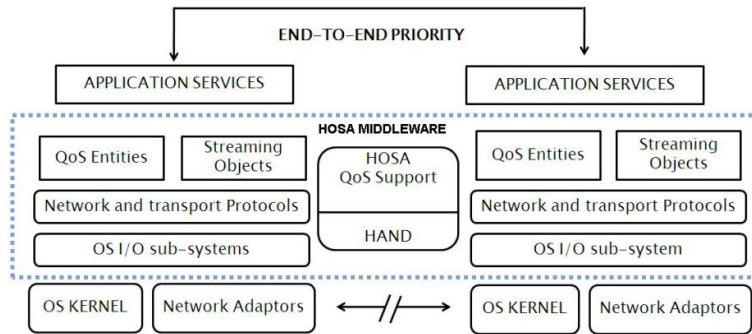 END-TO-END PRIORITY
APPLICATION SERVICES
APPLICATION SERVICES
HOSA MIDDLEWARE
QoS Entities
Streaming
Objects
HOSA
QoS Support
HAND
QoS Entities
Streaming
Objects
Network and transport Protocols
Network and transport Protocols
OS I/O sub-systems
OS I/O sub-system
OS KERNEL
Network Adaptors
OS KERNEL
Network Adaptors